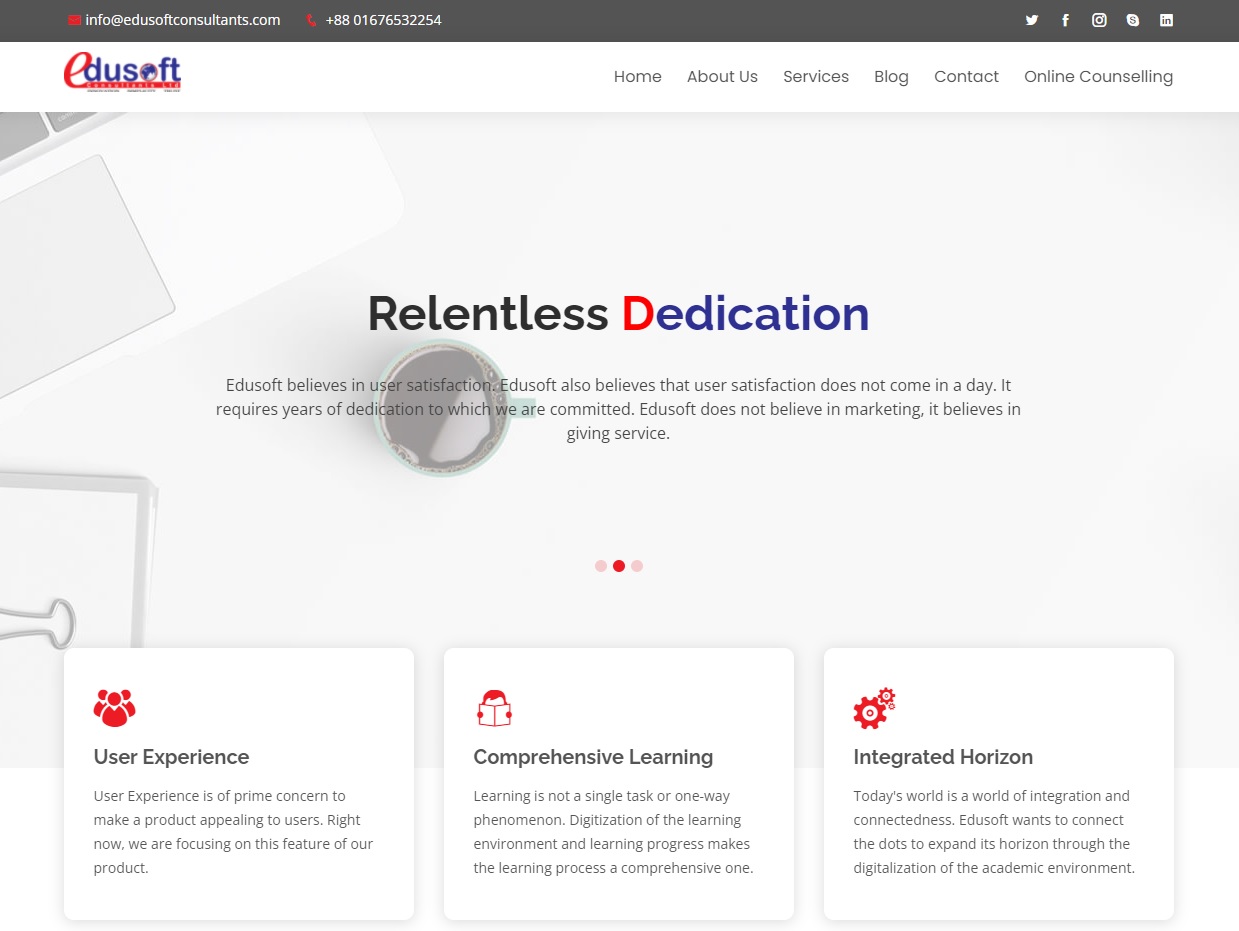 info@edusoftconsultants.com +88 01676532254
edusoft
Consultants Ltd
Home About Us Services Blog Contact Online Counselling
Relentless Dedication
Edusoft believes in user satisfaction. Edusoft also believes that user satisfaction does not come in a day. It
requires years of dedication to which we are committed. Edusoft does not believe in marketing, it believes in
giving service.
User Experience
User Experience is of prime concern to
make a product appealing to users. Right
now, we are focusing on this feature of our
product.
Comprehensive Learning
Learning is not a single task or one-way
phenomenon. Digitization of the learning
environment and learning progress makes
the learning process a comprehensive one.
Integrated Horizon
Today's world is a world of integration and
connectedness. Edusoft wants to connect
the dots to expand its horizon through the
digitalization of the academic environment.